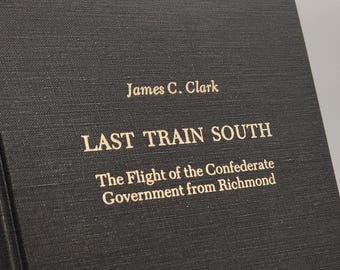 James C. Clark
LAST TRAIN SOUTH
The Flight of the Confederate
Government from Richmond